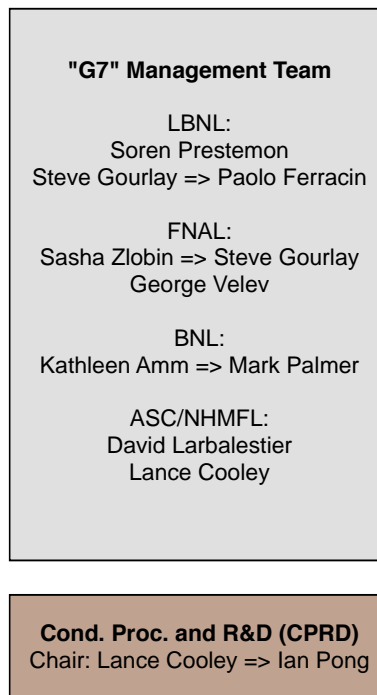 "G7" Management Team
LBNL:
Soren Prestemon
Steve Gourlay => Paolo Ferracin
FNAL:
Sasha Zlobin => Steve Gourlay
George Velev
BNL:
Kathleen Amm => Mark Palmer
ASC/NHMFL:
David Larbalestier
Lance Cooley
Cond. Proc. and R&D (CPRD)
Chair: Lance Cooley => Ian Pong